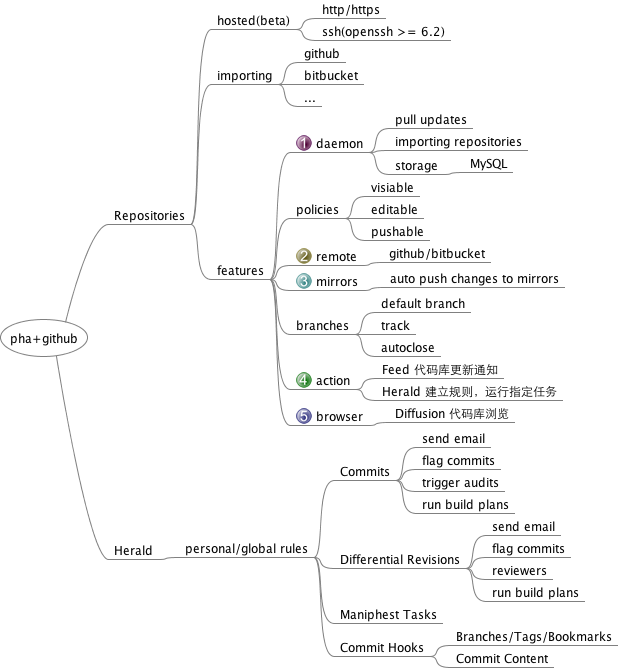 pha+github
Repositories
hosted(beta)
http/https
ssh(openssh >= 6.2)
importing
github
bitbucket
...
features
1 daemon
pull updates
importing repositories
storage
MySQL
policies
visiable
editable
pushable
2 remote
github/bitbucket
3 mirrors
auto push changes to mirrors
branches
default branch
track
autoclose
4 action
Feed 代码库更新通知
Herald 建立规则，运行指定任务
5 browser
Diffusion 代码库浏览
Herald
personal/global rules
Commits
send email
flag commits
trigger audits
run build plans
Differential Revisions
send email
flag commits
reviewers
run build plans
Maniphest Tasks
Commit Hooks
Branches/Tags/Bookmarks
Commit Content